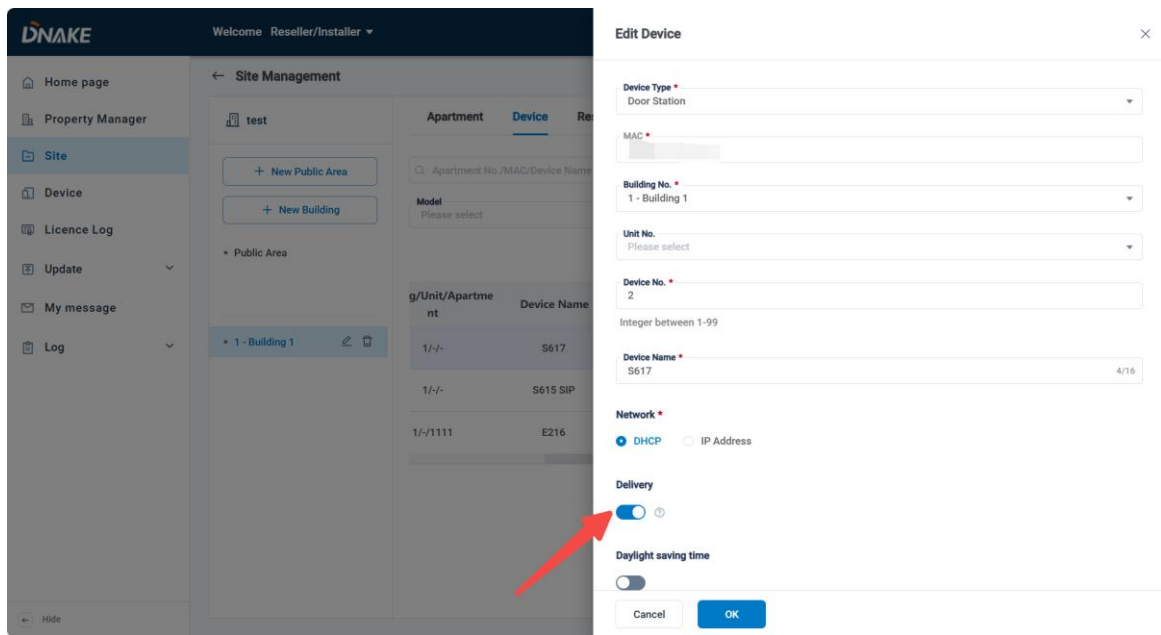 DNAKE
Welcome Reseller/Installer
Home page
Property Manager
Site
Device
Licence Log
Update
My message
Log
Hide
Site Management
test
+ New Public Area
+ New Building
Public Area
1 - Building 1
Apartment Device
Apartment No./MAC/Device Name
Model
Please select
g/Unit/Apartme
nt
Device Name
1/-/- S617
1/-/- S615 SIP
1/-/1111 E216
Edit Device
Device Type *
Door Station
MAC *
Building No. *
1 - Building 1
Unit No.
Please select
Device No. *
2
Integer between 1-99
Device Name *
S617
4/16
Network *
DHCP IP Address
Delivery
Daylight saving time
Cancel OK